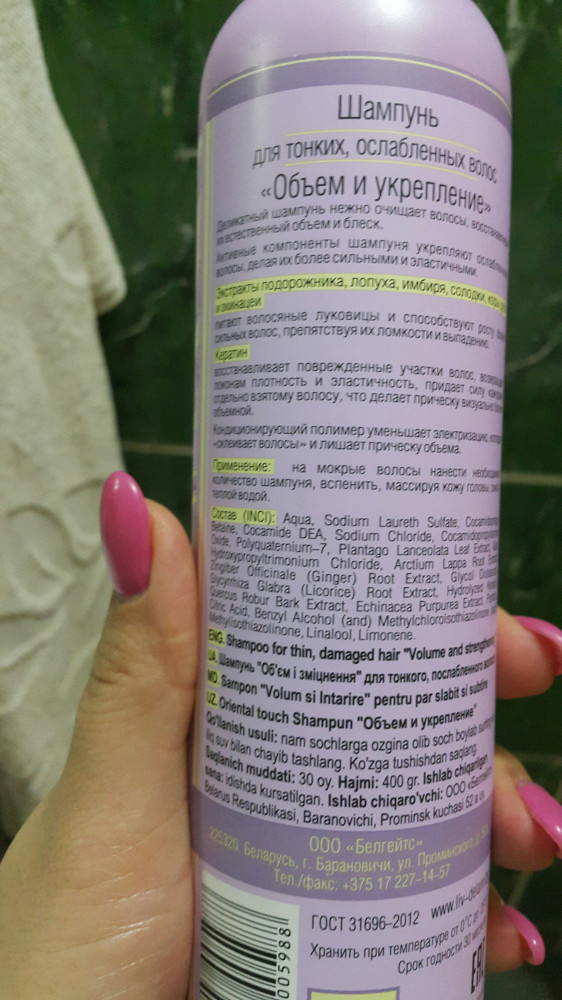 Шампунь
для тонких, ослабленных волос
«Объем и укрепление»
Деликатный шампунь нежно очищает волосы,
их естественный объем и блеск.
Активные компоненты шампуня укрепляют
волосы, делая их более сильными и эластичными.
Экстракты подорожника, лопуха, имбиря, солодки, коры
и эхинацеи
питают волосяные луковицы и способствуют росту
сильных волос, препятствуя их ломкости и выпадению.
Кератин
восстанавливает поврежденные участки волос,
локонам плотность и эластичность, придает силу
отдельно взятому волосу, что делает прическу визуально
объемной.
Кондиционирующий полимер уменьшает электризацию,
«склеивает волосы» и лишает прическу объема.
Применение: на мокрые волосы нанести
количество шампуня, вспенить, массируя кожу головы,
теплой водой.
Состав (INCI): Aqua, Sodium Laureth Sulfate,
Betaine, Cocamide DEA, Sodium Chloride,
Oxide, Polyquaternium-7, Plantago Lanceolata Leaf Extract,
Hydroxypropyltrimonium Chloride, Arctium Lappa Root
Zingiber Officinale (Ginger) Root Extract, Glycol
Glycyrrhiza Glabra (Licorice) Root Extract, Hydrolyzed
Quercus Robur Bark Extract, Echinacea Purpurea Extract,
Citric Acid, Benzyl Alcohol (and) Methylchloroisothiazolinone,
Methylisothiazolinone, Linalool, Limonene.
ENG. Shampoo for thin, damaged hair "Volume and
UA. Шампунь "Об'єм і зміцнення" для тонкого, послабленного
MD. Sampon "Volum si Intarire" pentru par slabit si subtire
UZ. Oriental touch Shampun "Объем и укрепление"
Qo'llanish usuli: nam sochlarga ozgina olib soch boylab
iliq suv bilan chayib tashlang. Ko'zga tushishdan saqlang.
Saqlanich muddati: 30 oy. Hajmi: 400 gr. Ishlab chiqarilgan
sana: idishda kursatilgan. Ishlab chiqaro'vchi: ООО
Belarus Respublikasi, Baranovichi, Prominsk kuchasi 52
ООО «Белгейтс»
225320, Беларусь, г. Барановичи, ул. Проминского, д.
Тел./факс: +375 17 227-14-57
ГОСТ 31696-2012
Хранить при температуре от 0°C
Срок годности 30
005988